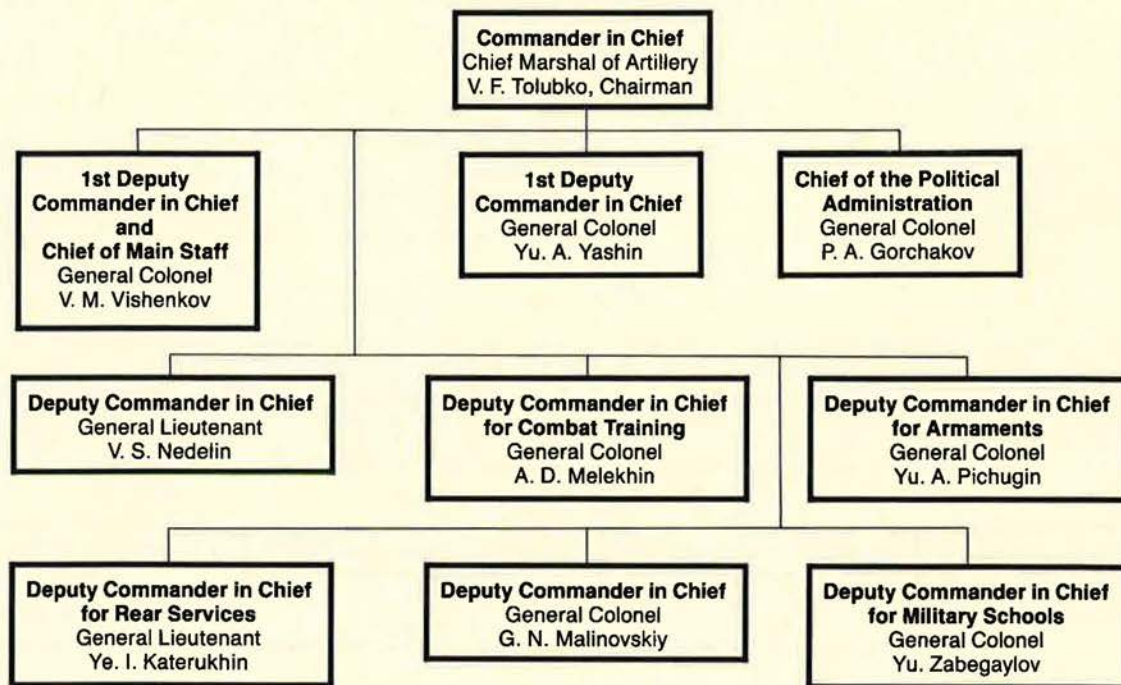 Commander in Chief
Chief Marshal of Artillery
V. F. Tolubko, Chairman
1st Deputy
Commander in Chief
and
Chief of Main Staff
General Colonel
V. M. Vishenkov
1st Deputy
Commander in Chief
General Colonel
Yu. A. Yashin
Chief of the Political
Administration
General Colonel
P. A. Gorchakov
Deputy Commander in Chief
General Lieutenant
V. S. Nedelin
Deputy Commander in Chief
for Combat Training
General Colonel
A. D. Melekhin
Deputy Commander in Chief
for Armaments
General Colonel
Yu. A. Pichugin
Deputy Commander in Chief
for Rear Services
General Lieutenant
Ye. I. Katerukhin
Deputy Commander in Chief
General Colonel
G. N. Malinovskiy
Deputy Commander in Chief
for Military Schools
General Colonel
Yu. Zabegaylov